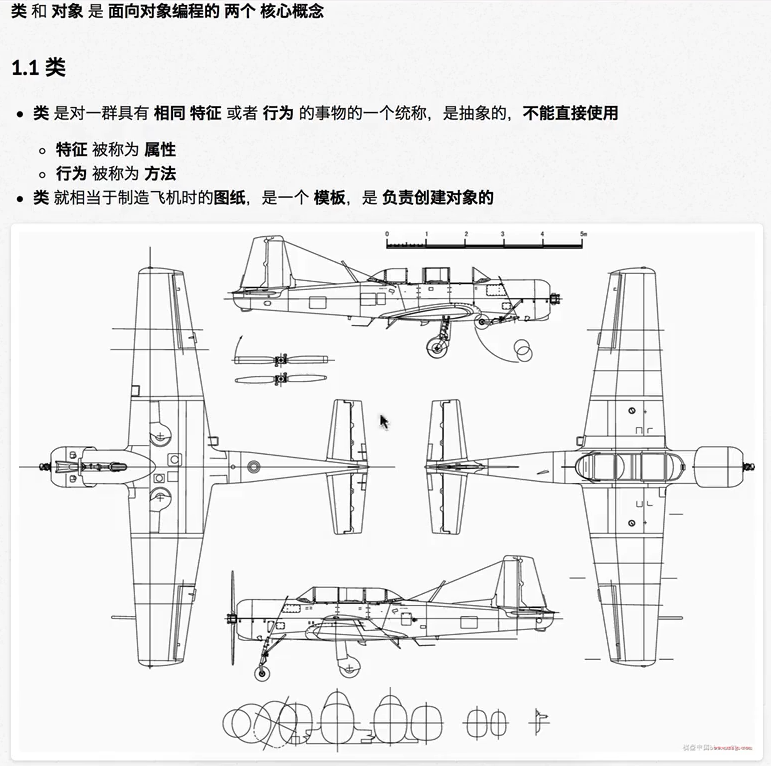 类 和 对象 是 面向对象编程的 两个 核心概念
1.1 类
类 是对一群具有 相同 特征 或者 行为 的事物的一个统称，是抽象的，不能直接使用
特征 被称为 属性
行为 被称为 方法
类 就相当于制造飞机时的图纸，是一个 模板，是 负责创建对象的
0 1 2 3 4 5m